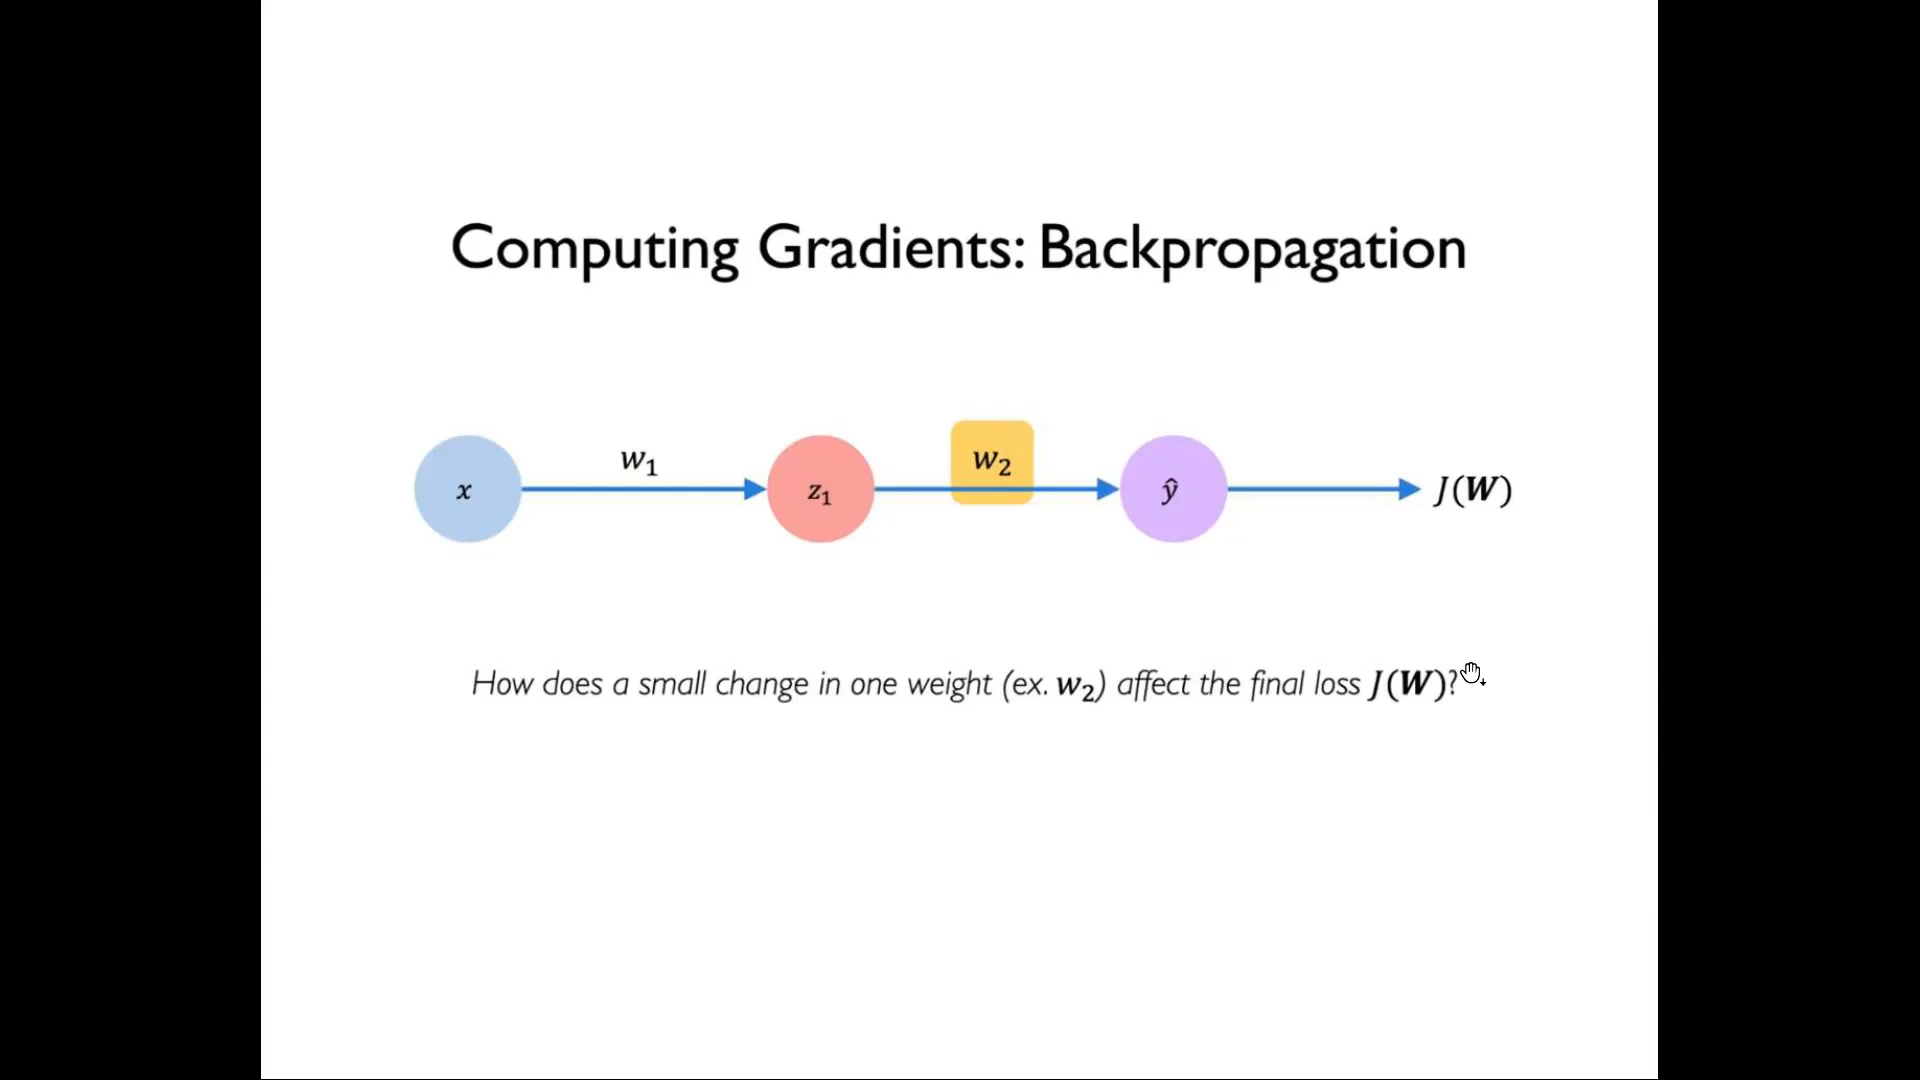 Computing Gradients: Backpropagation
x w₁ z₁ w₂ ŷ J(W)
How does a small change in one weight (ex. w₂) affect the final loss J(W)?